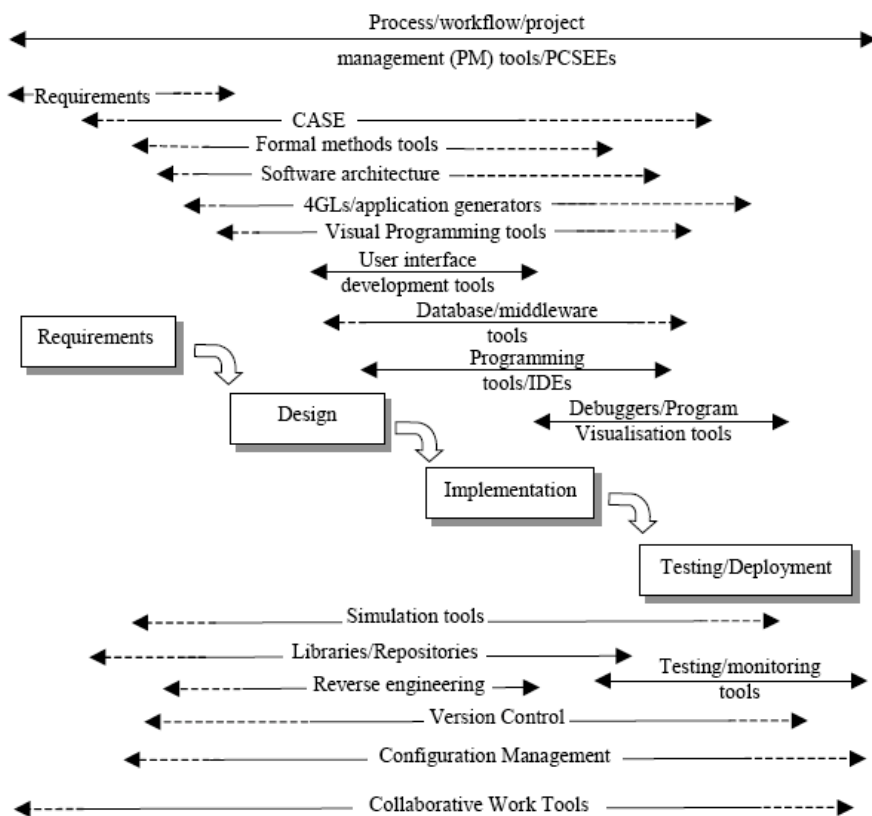 Process/workflow/project
management (PM) tools/PCSEEs
Requirements
CASE
Formal methods tools
Software architecture
4GLs/application generators
Visual Programming tools
User interface
development tools
Database/middleware
tools
Requirements
Programming
tools/IDEs
Design
Debuggers/Program
Visualisation tools
Implementation
Testing/Deployment
Simulation tools
Libraries/Repositories
Testing/monitoring
tools
Reverse engineering
Version Control
Configuration Management
Collaborative Work Tools